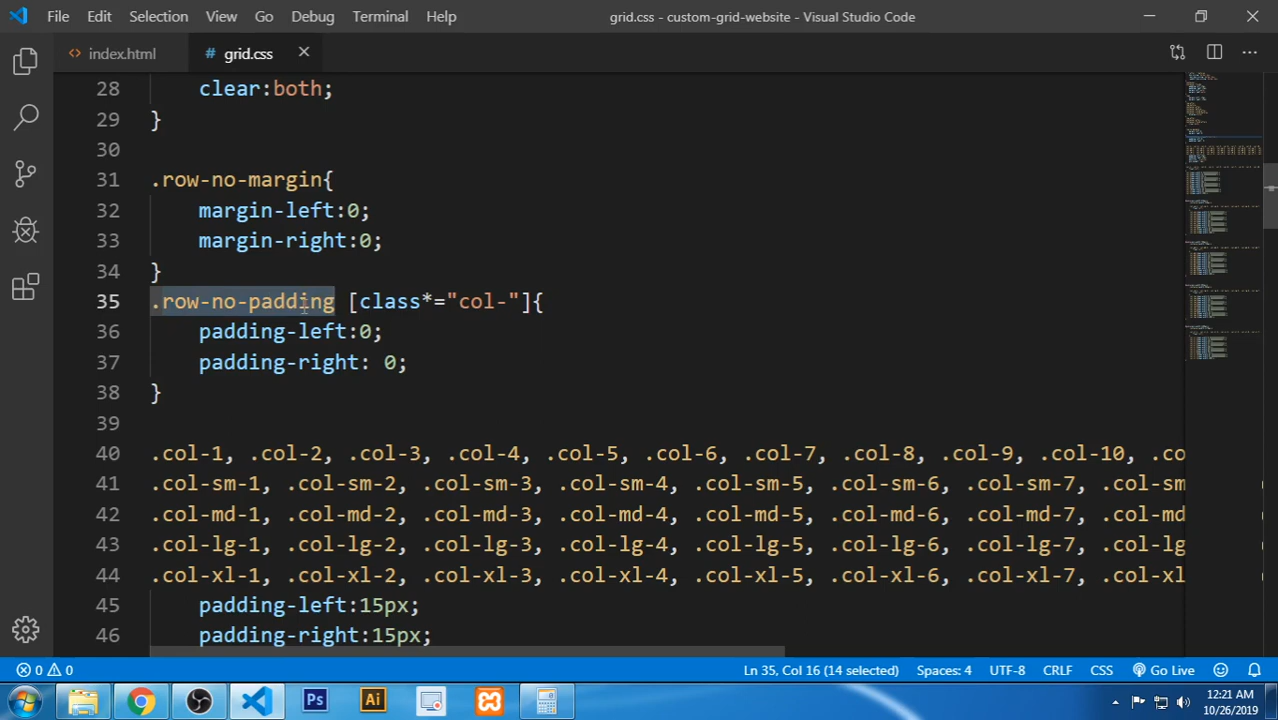 File Edit Selection View Go Debug Terminal Help grid.css - custom-grid-website - Visual Studio Code
index.html # grid.css
28 clear:both;
29 }
30
31 .row-no-margin{
32 margin-left:0;
33 margin-right:0;
34 }
35 .row-no-padding [class*="col-"]{
36 padding-left:0;
37 padding-right: 0;
38 }
39
40 .col-1, .col-2, .col-3, .col-4, .col-5, .col-6, .col-7, .col-8, .col-9, .col-10, .co
41 .col-sm-1, .col-sm-2, .col-sm-3, .col-sm-4, .col-sm-5, .col-sm-6, .col-sm-7, .col-sm
42 .col-md-1, .col-md-2, .col-md-3, .col-md-4, .col-md-5, .col-md-6, .col-md-7, .col-md
43 .col-lg-1, .col-lg-2, .col-lg-3, .col-lg-4, .col-lg-5, .col-lg-6, .col-lg-7, .col-lg
44 .col-xl-1, .col-xl-2, .col-xl-3, .col-xl-4, .col-xl-5, .col-xl-6, .col-xl-7, .col-xl
45 padding-left:15px;
46 padding-right:15px;
0 0 Ln 35, Col 16 (14 selected) Spaces: 4 UTF-8 CRLF CSS Go Live
Ps Ai 12:21 AM
10/26/2019